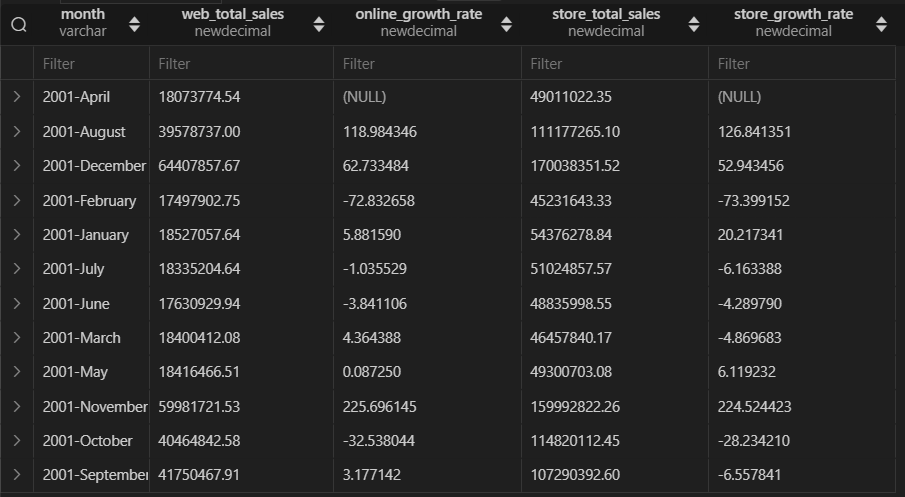 month web_total_sales online_growth_rate store_total_sales store_growth_rate
varchar newdecimal newdecimal newdecimal newdecimal
Filter Filter Filter Filter Filter
2001-April 18073774.54 (NULL) 49011022.35 (NULL)
2001-August 39578737.00 118.984346 111177265.10 126.841351
2001-December 64407857.67 62.733484 170038351.52 52.943456
2001-February 17497902.75 -72.832658 45231643.33 -73.399152
2001-January 18527057.64 5.881590 54376278.84 20.217341
2001-July 18335204.64 -1.035529 51024857.57 -6.163388
2001-June 17630929.94 -3.841106 48835998.55 -4.289790
2001-March 18400412.08 4.364388 46457840.17 -4.869683
2001-May 18416466.51 0.087250 49300703.08 6.119232
2001-November 59981721.53 225.696145 159992822.26 224.524423
2001-October 40464842.58 -32.538044 114820112.45 -28.234210
2001-September 41750467.91 3.177142 107290392.60 -6.557841